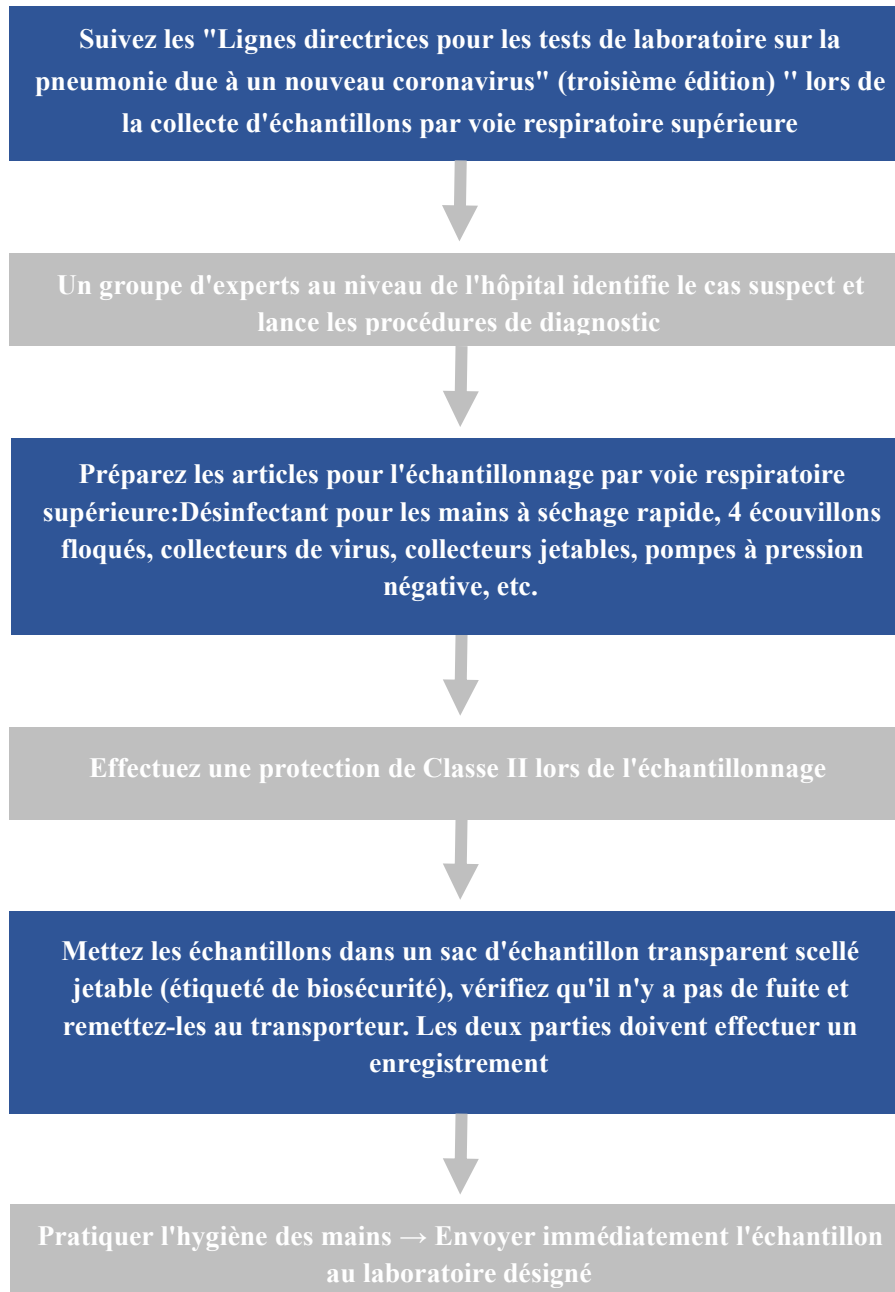 Suivez les "Lignes directrices pour les tests de laboratoire sur la
pneumonie due à un nouveau coronavirus" (troisième édition) " lors de
la collecte d'échantillons par voie respiratoire supérieure
Un groupe d'experts au niveau de l'hôpital identifie le cas suspect et
lance les procédures de diagnostic
Préparez les articles pour l'échantillonnage par voie respiratoire
supérieure:Désinfectant pour les mains à séchage rapide, 4 écouvillons
floqués, collecteurs de virus, collecteurs jetables, pompes à pression
négative, etc.
Effectuez une protection de Classe II lors de l'échantillonnage
Mettez les échantillons dans un sac d'échantillon transparent scellé
jetable (étiqueté de biosécurité), vérifiez qu'il n'y a pas de fuite et
remettez-les au transporteur. Les deux parties doivent effectuer un
enregistrement
Pratiquer l'hygiène des mains → Envoyer immédiatement l'échantillon
au laboratoire désigné